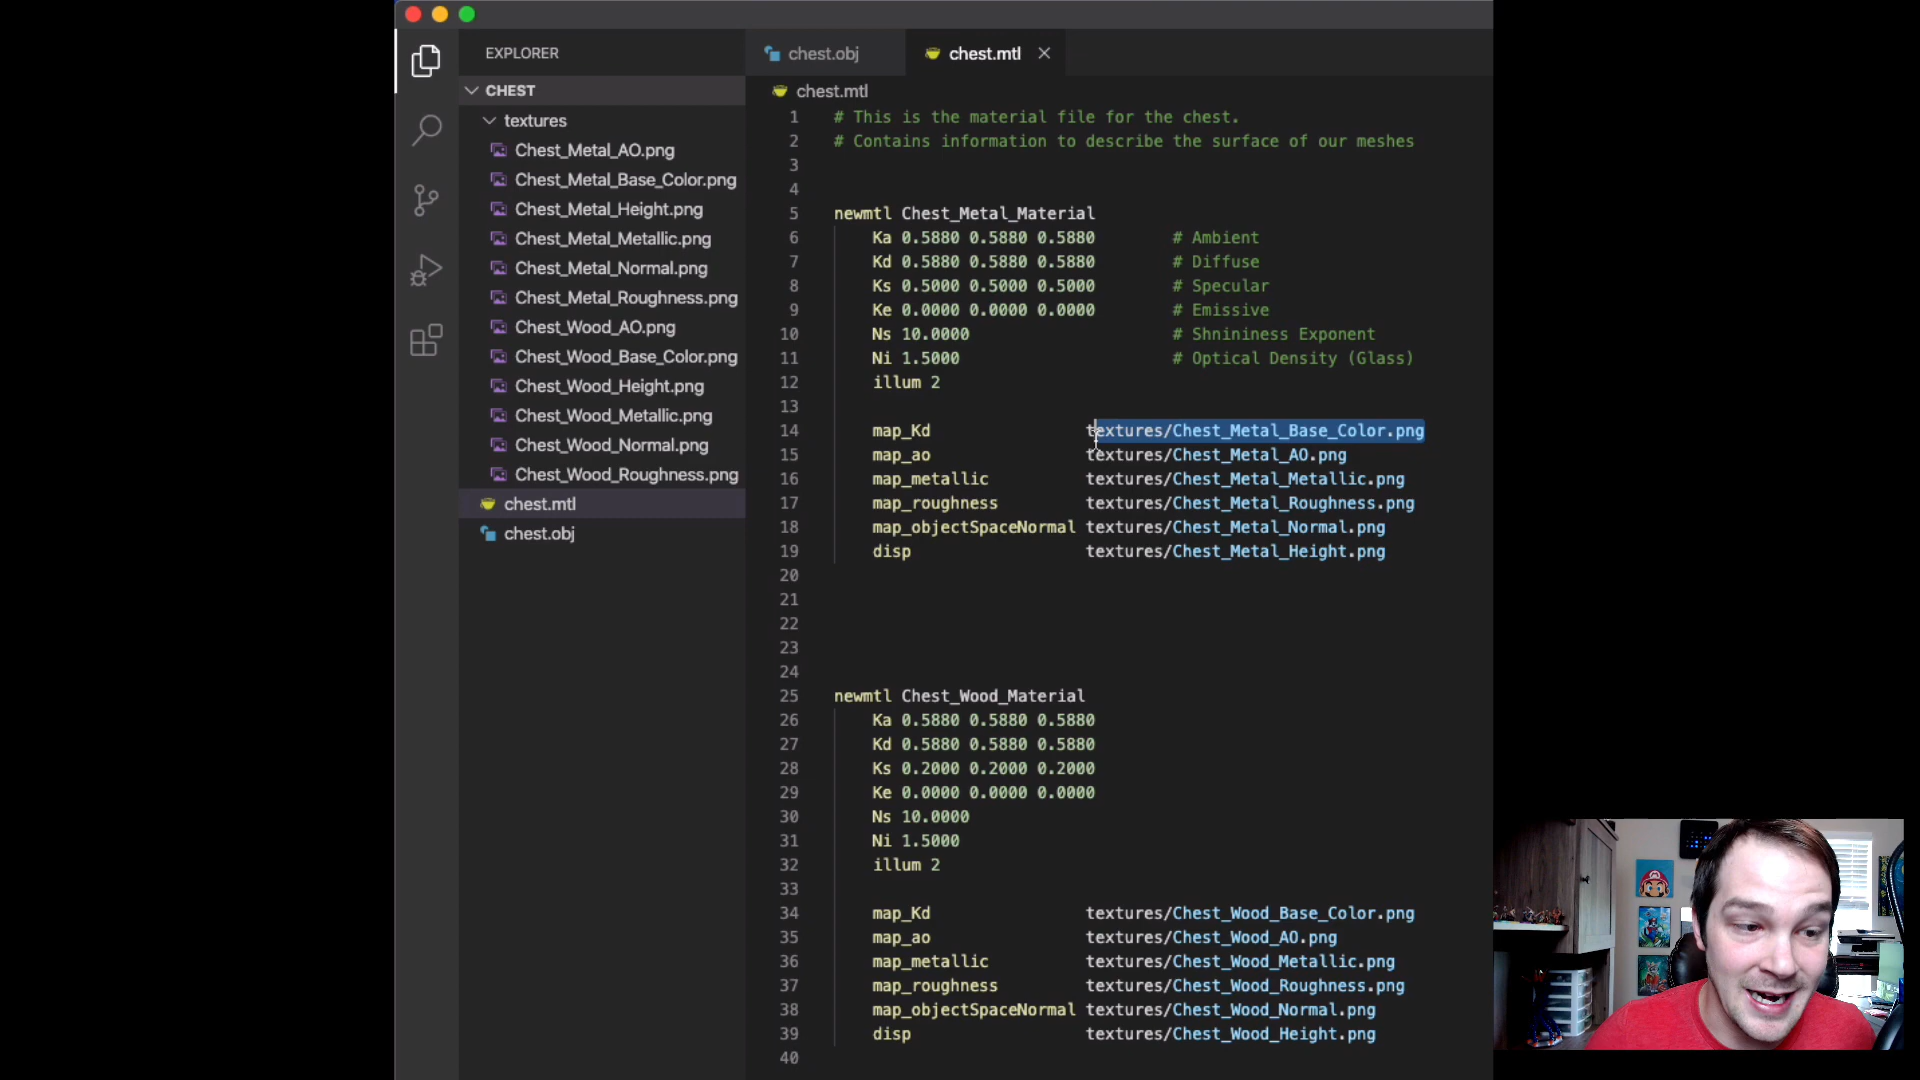 EXPLORER
CHEST
textures
Chest_Metal_AO.png
Chest_Metal_Base_Color.png
Chest_Metal_Height.png
Chest_Metal_Metallic.png
Chest_Metal_Normal.png
Chest_Metal_Roughness.png
Chest_Wood_AO.png
Chest_Wood_Base_Color.png
Chest_Wood_Height.png
Chest_Wood_Metallic.png
Chest_Wood_Normal.png
Chest_Wood_Roughness.png
chest.mtl
chest.obj
chest.obj chest.mtl
chest.mtl
1 # This is the material file for the chest.
2 # Contains information to describe the surface of our meshes
3
4
5 newmtl Chest_Metal_Material
6 Ka 0.5880 0.5880 0.5880 # Ambient
7 Kd 0.5880 0.5880 0.5880 # Diffuse
8 Ks 0.5000 0.5000 0.5000 # Specular
9 Ke 0.0000 0.0000 0.0000 # Emissive
10 Ns 10.0000 # Shnininess Exponent
11 Ni 1.5000 # Optical Density (Glass)
12 illum 2
13
14 map_Kd textures/Chest_Metal_Base_Color.png
15 map_ao textures/Chest_Metal_AO.png
16 map_metallic textures/Chest_Metal_Metallic.png
17 map_roughness textures/Chest_Metal_Roughness.png
18 map_objectSpaceNormal textures/Chest_Metal_Normal.png
19 disp textures/Chest_Metal_Height.png
20
21
22
23
24
25 newmtl Chest_Wood_Material
26 Ka 0.5880 0.5880 0.5880
27 Kd 0.5880 0.5880 0.5880
28 Ks 0.2000 0.2000 0.2000
29 Ke 0.0000 0.0000 0.0000
30 Ns 10.0000
31 Ni 1.5000
32 illum 2
33
34 map_Kd textures/Chest_Wood_Base_Color.png
35 map_ao textures/Chest_Wood_AO.png
36 map_metallic textures/Chest_Wood_Metallic.png
37 map_roughness textures/Chest_Wood_Roughness.png
38 map_objectSpaceNormal textures/Chest_Wood_Normal.png
39 disp textures/Chest_Wood_Height.png
40